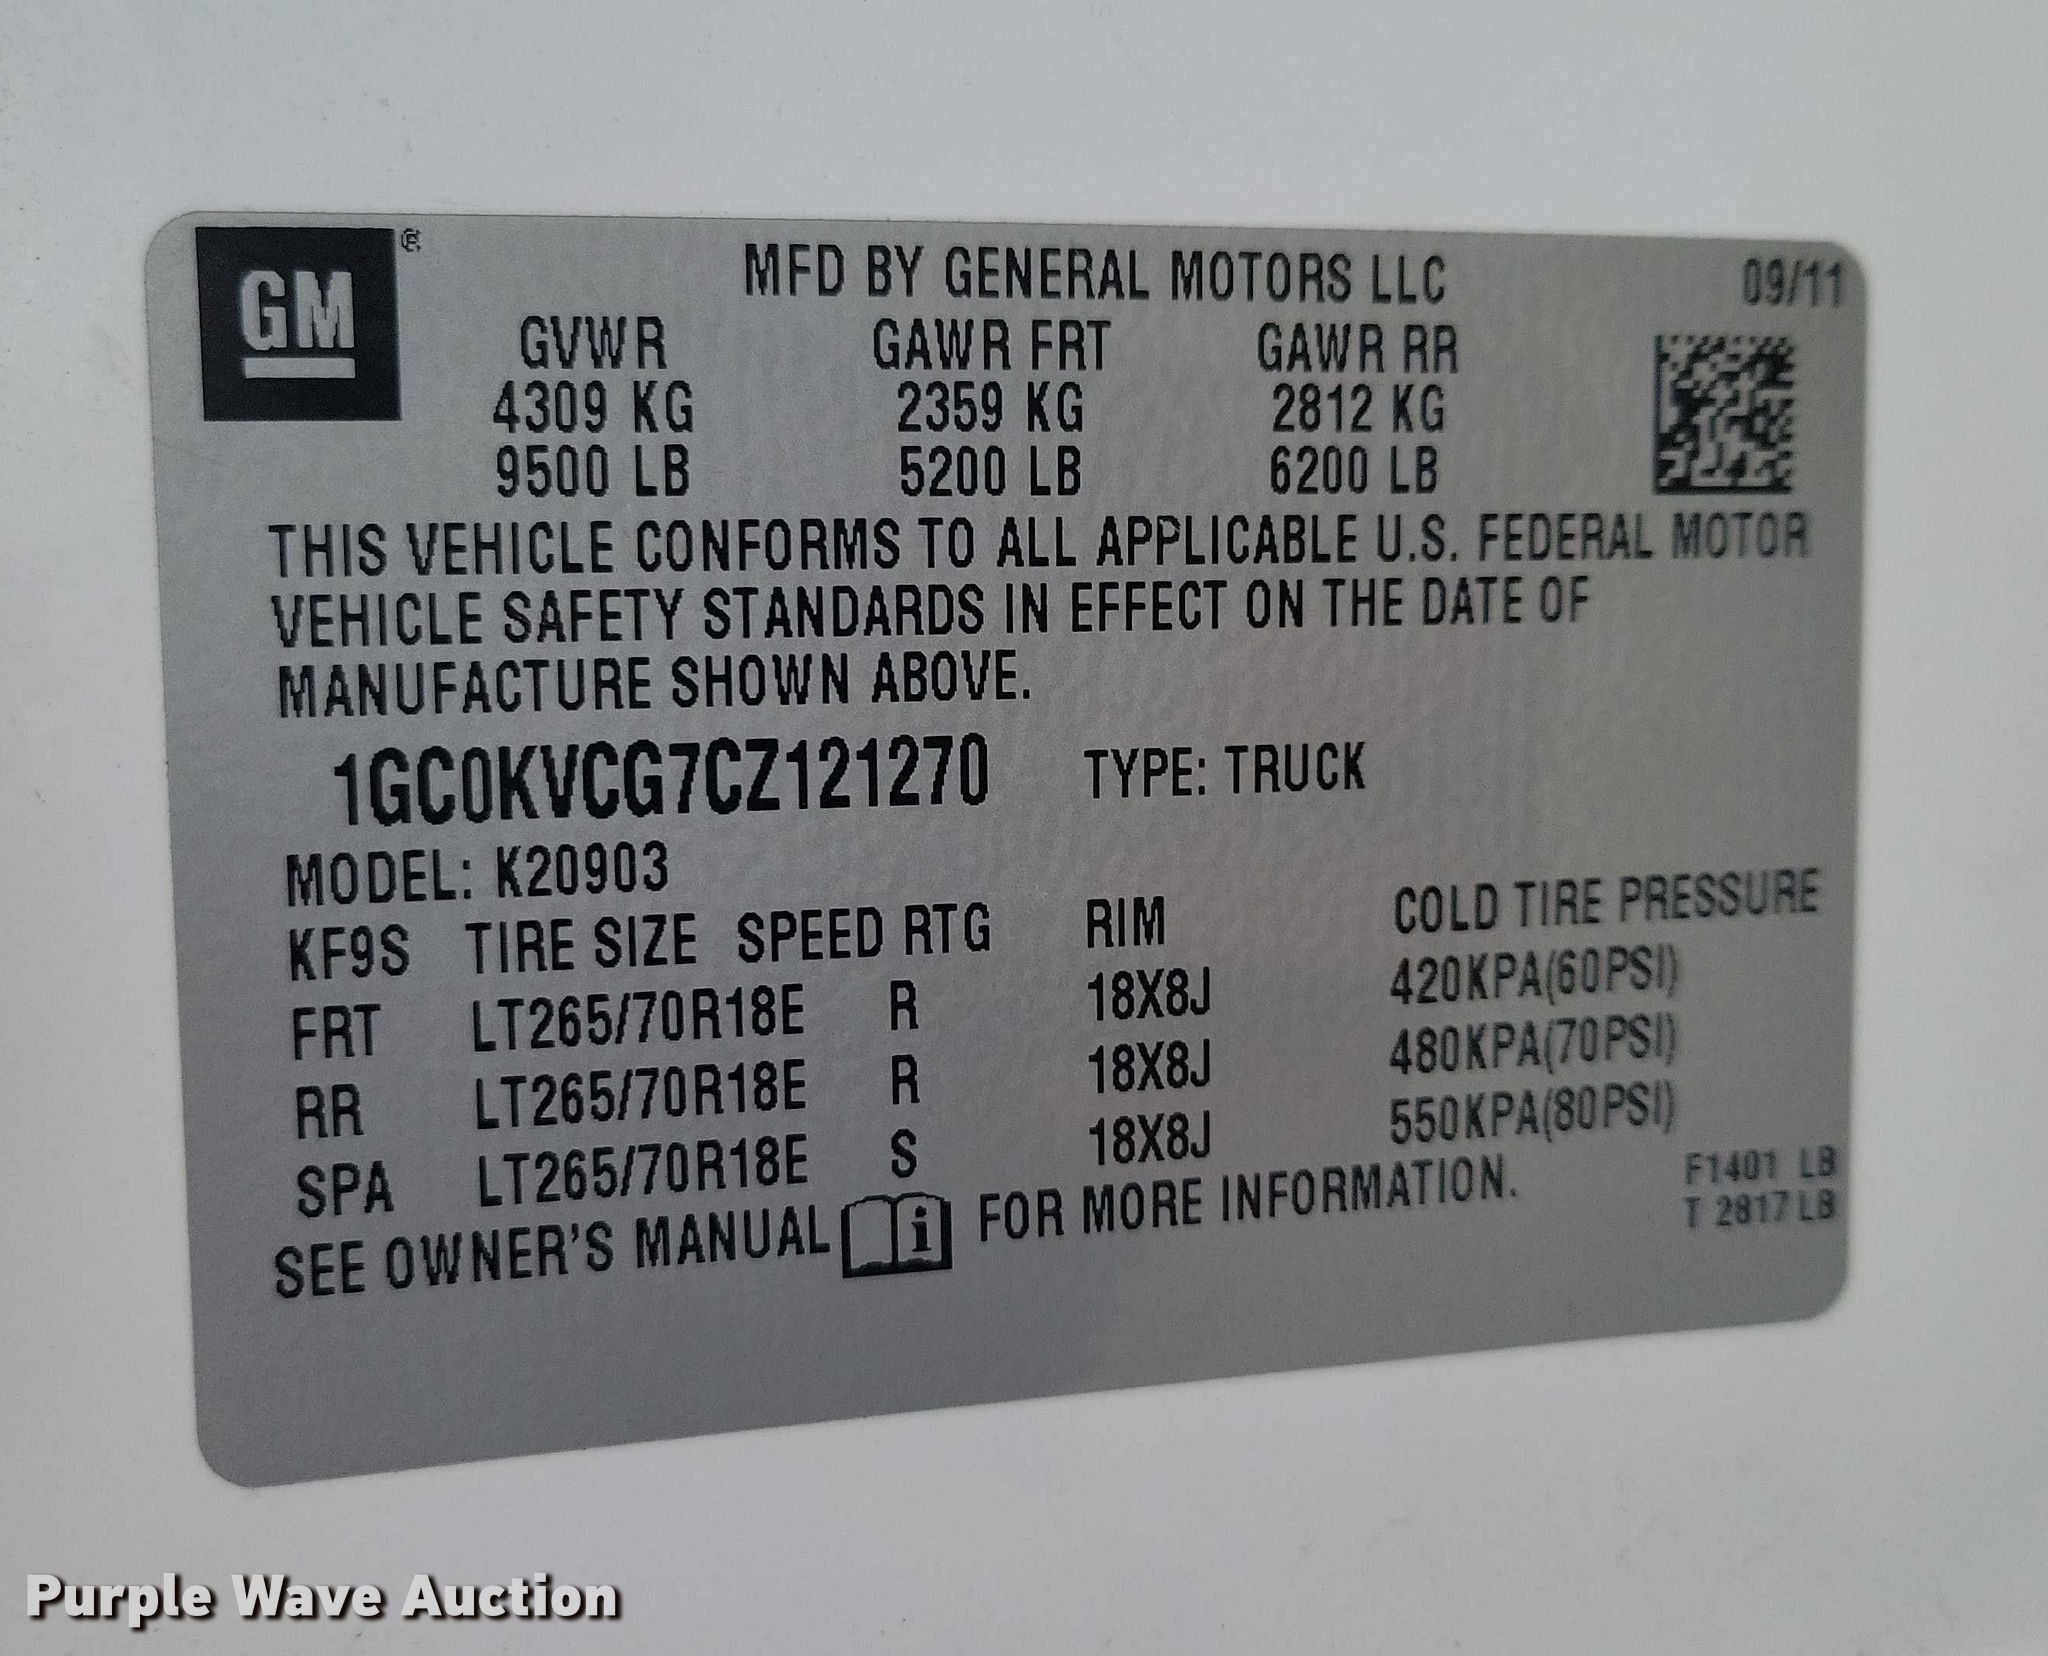 GM ®
MFD BY GENERAL MOTORS LLC 09/11
GVWR GAWR FRT GAWR RR
4309 KG 2359 KG 2812 KG
9500 LB 5200 LB 6200 LB
THIS VEHICLE CONFORMS TO ALL APPLICABLE U.S. FEDERAL MOTOR
VEHICLE SAFETY STANDARDS IN EFFECT ON THE DATE OF
MANUFACTURE SHOWN ABOVE.
1GC0KVCG7CZ121270 TYPE: TRUCK
MODEL: K20903
KF9S TIRE SIZE SPEED RTG RIM COLD TIRE PRESSURE
FRT LT265/70R18E R 18X8J 420KPA(60PSI)
RR LT265/70R18E R 18X8J 480KPA(70PSI)
SPA LT265/70R18E S 18X8J 550KPA(80PSI)
SEE OWNER'S MANUAL i FOR MORE INFORMATION.
F1401 LB
T 2817 LB
Purple Wave Auction